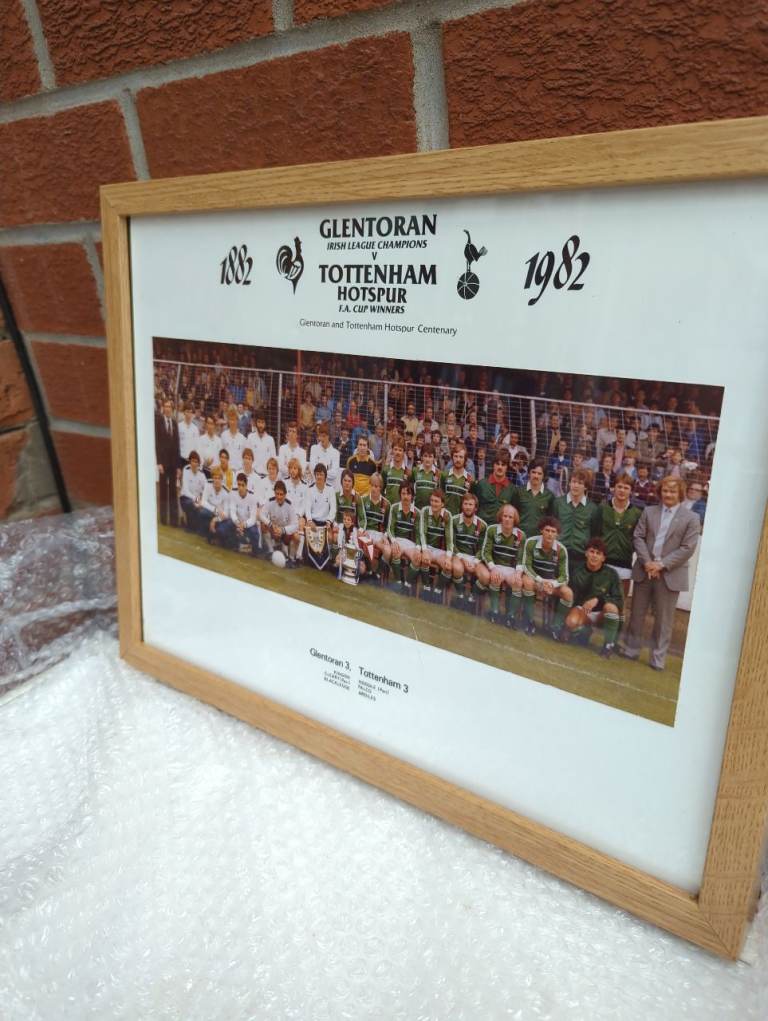 1882
GLENTORAN
IRISH LEAGUE CHAMPIONS
V
TOTTENHAM
HOTSPUR
F.A. CUP WINNERS
1982
Glentoran and Tottenham Hotspur Centenary
Glentoran 3, Tottenham 3